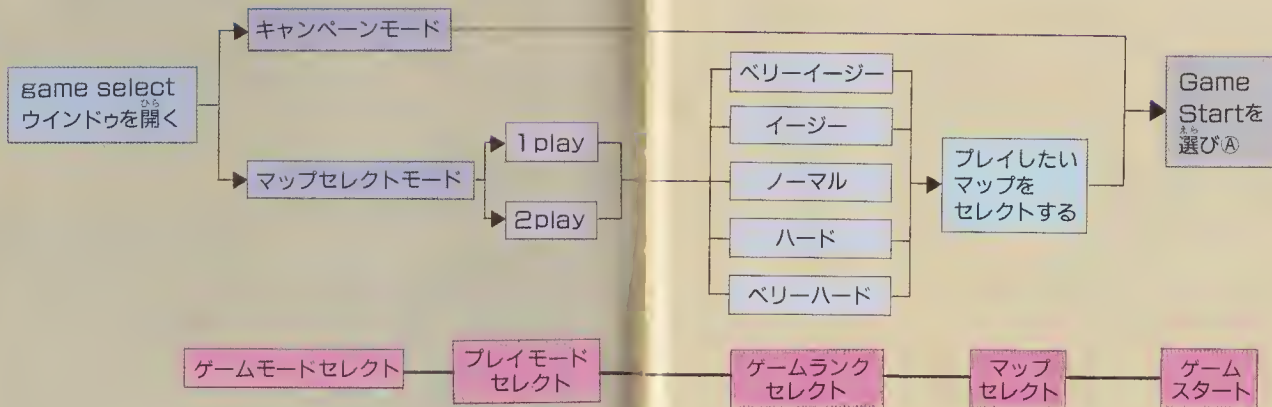 game select
ウインドゥを開く
ひら
キャンペーンモード
マップセレクトモード
1play
2play
ベリーイージー
イージー
ノーマル
ハード
ベリーハード
プレイしたい
マップを
セレクトする
Game
Startを
えら
選びⒶ
ゲームモードセレクト
プレイモード
セレクト
ゲームランク
セレクト
マップ
セレクト
ゲーム
スタート